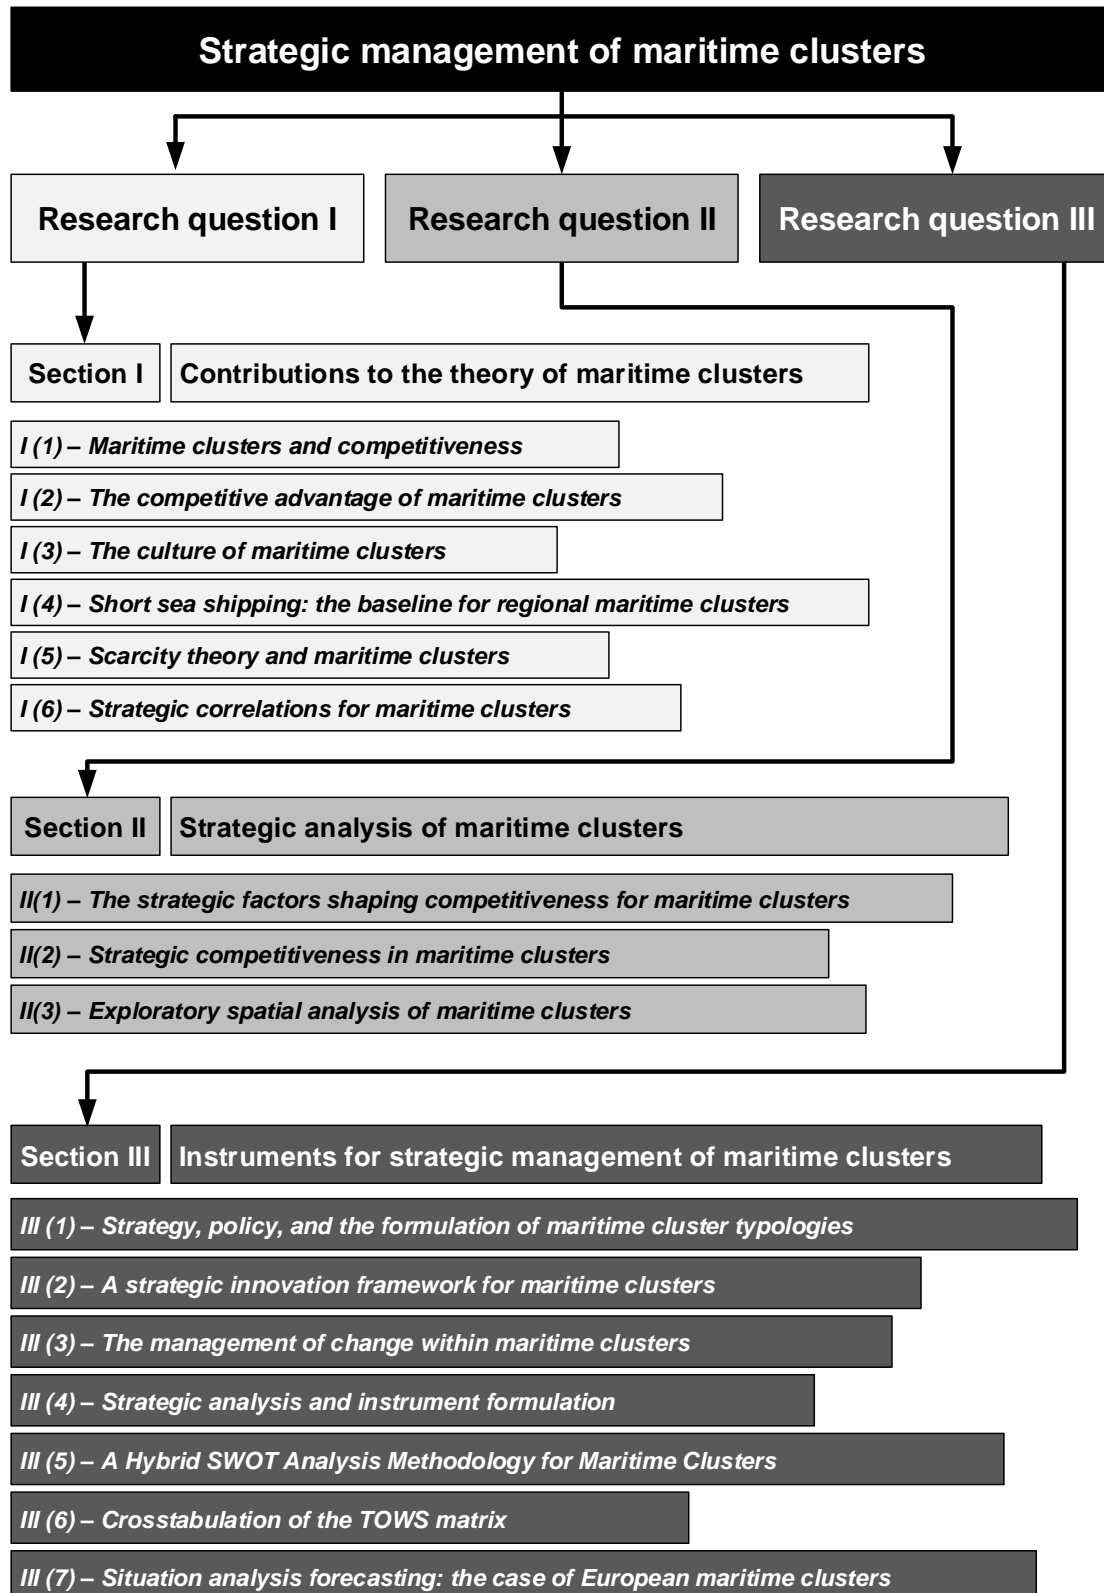 Strategic management of maritime clusters
Research question I
Research question II
Research question III
Section I
Contributions to the theory of maritime clusters
I (1) – Maritime clusters and competitiveness
I (2) – The competitive advantage of maritime clusters
I (3) – The culture of maritime clusters
I (4) – Short sea shipping: the baseline for regional maritime clusters
I (5) – Scarcity theory and maritime clusters
I (6) – Strategic correlations for maritime clusters
Section II
Strategic analysis of maritime clusters
II(1) – The strategic factors shaping competitiveness for maritime clusters
II(2) – Strategic competitiveness in maritime clusters
II(3) – Exploratory spatial analysis of maritime clusters
Section III
Instruments for strategic management of maritime clusters
III (1) – Strategy, policy, and the formulation of maritime cluster typologies
III (2) – A strategic innovation framework for maritime clusters
III (3) – The management of change within maritime clusters
III (4) – Strategic analysis and instrument formulation
III (5) – A Hybrid SWOT Analysis Methodology for Maritime Clusters
III (6) – Crosstabulation of the TOWS matrix
III (7) – Situation analysis forecasting: the case of European maritime clusters